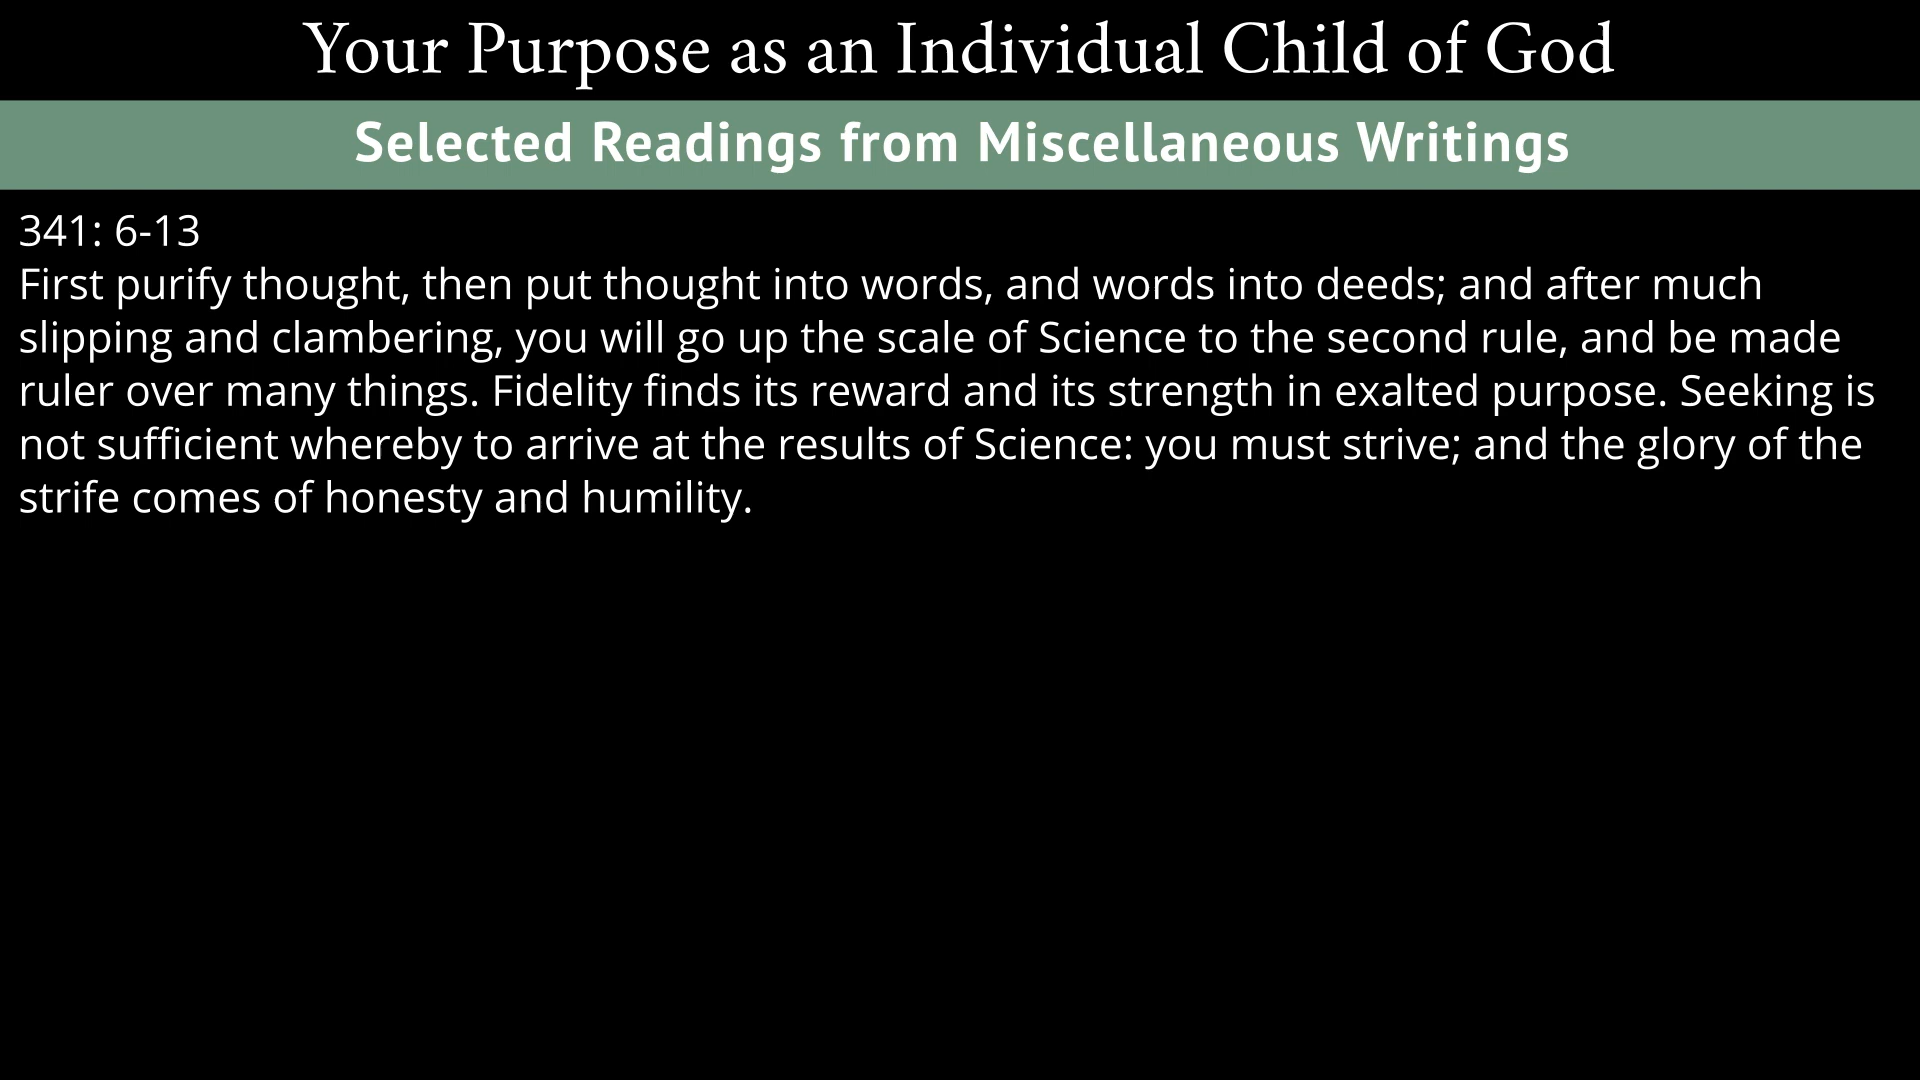 Your Purpose as an Individual Child of God
Selected Readings from Miscellaneous Writings
341: 6-13
First purify thought, then put thought into words, and words into deeds; and after much
slipping and clambering, you will go up the scale of Science to the second rule, and be made
ruler over many things. Fidelity finds its reward and its strength in exalted purpose. Seeking is
not sufficient whereby to arrive at the results of Science: you must strive; and the glory of the
strife comes of honesty and humility.